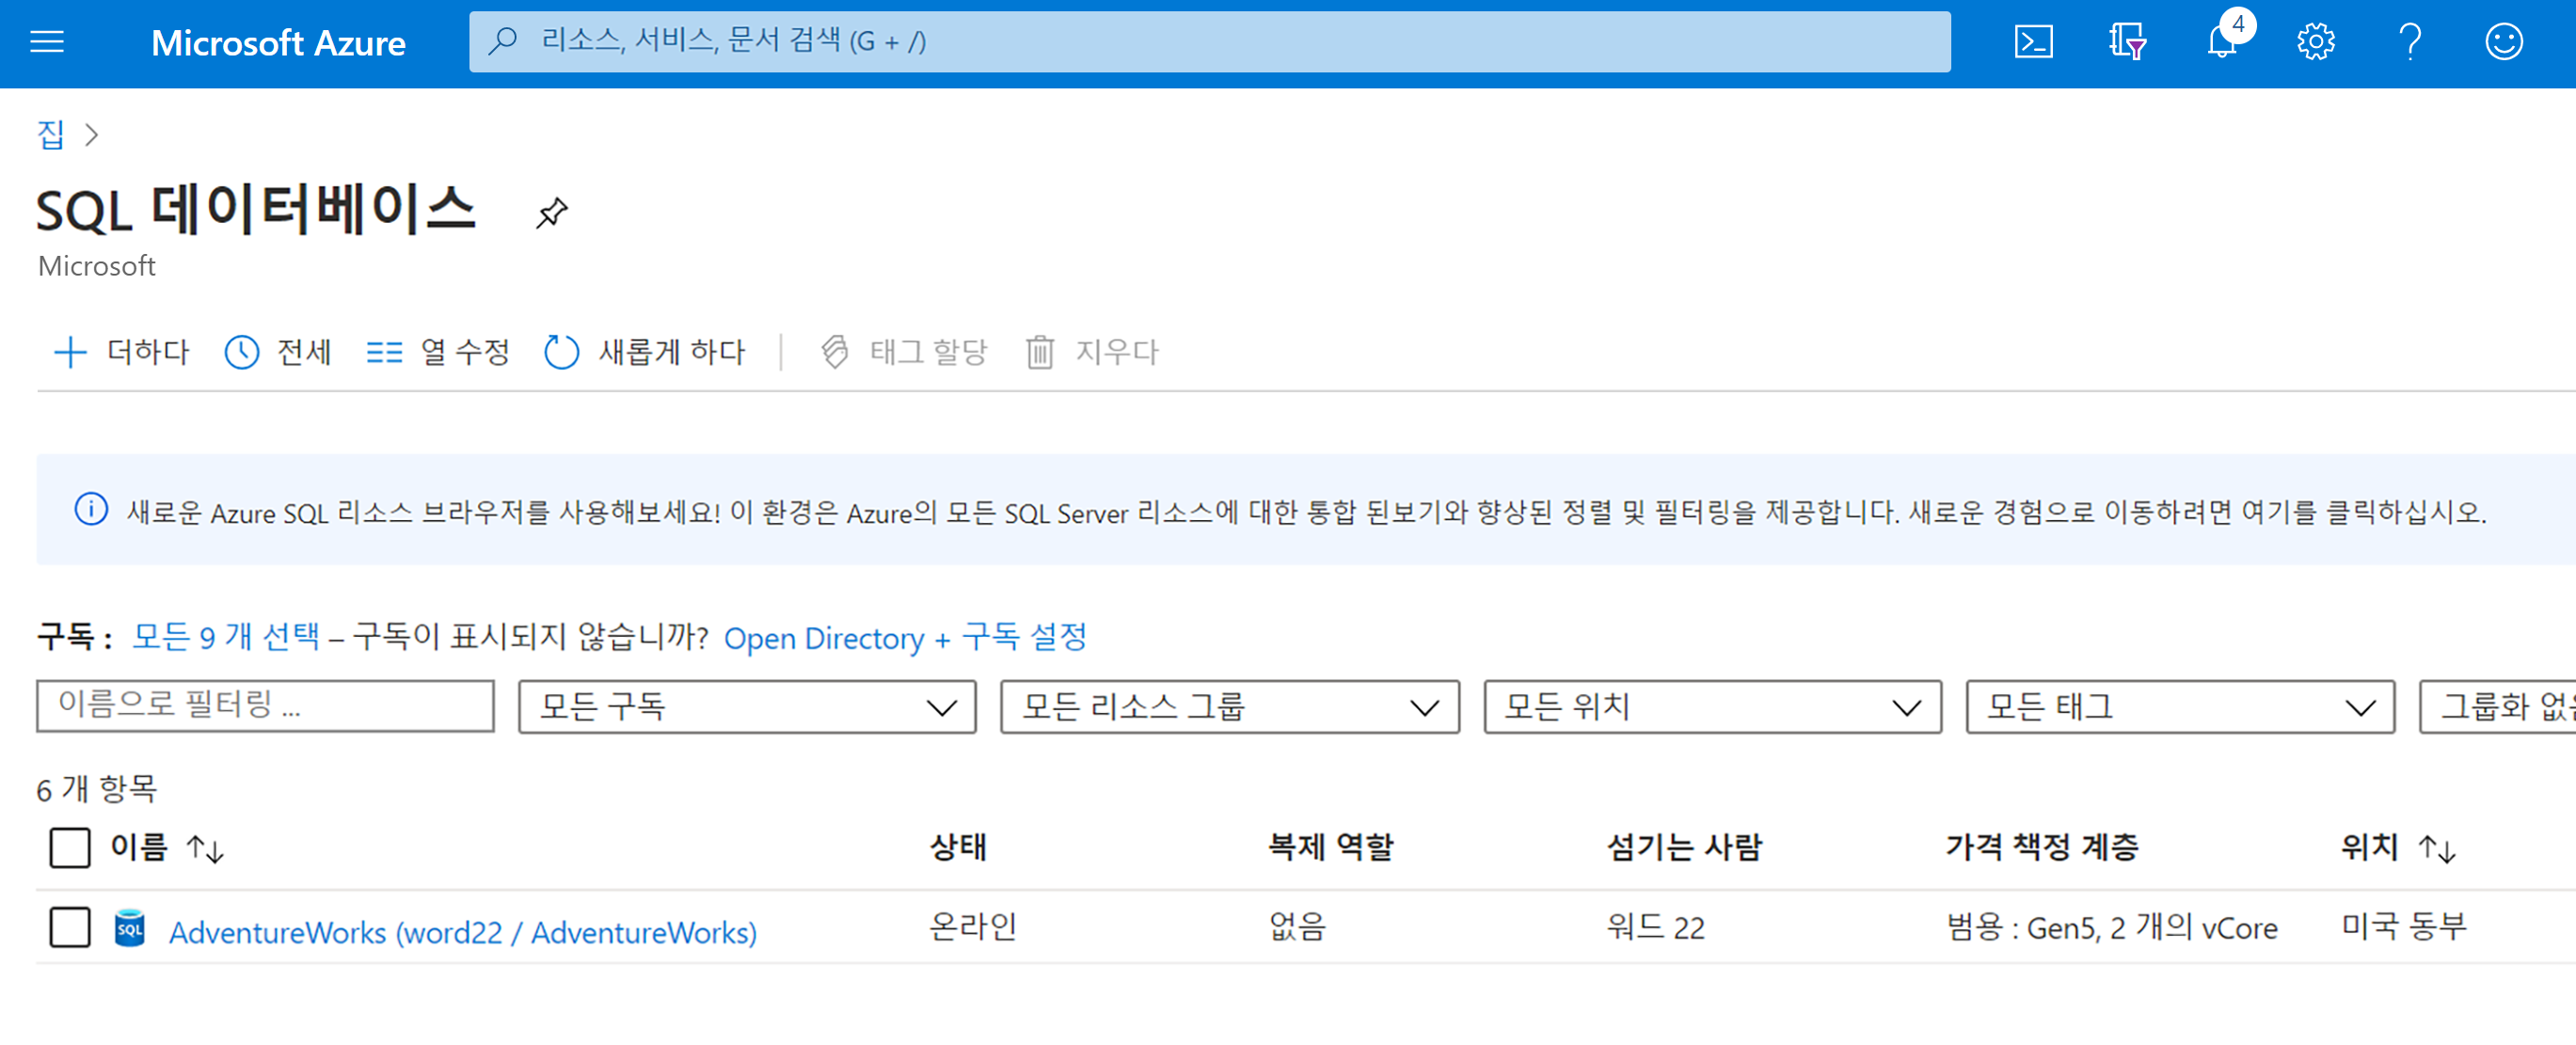 Microsoft Azure
리소스, 서비스, 문서 검색 (G + /)
4
집 >
SQL 데이터베이스
Microsoft
더하다 전세 열 수정 새롭게 하다 태그 할당 지우다
새로운 Azure SQL 리소스 브라우저를 사용해보세요! 이 환경은 Azure의 모든 SQL Server 리소스에 대한 통합 된보기와 향상된 정렬 및 필터링을 제공합니다. 새로운 경험으로 이동하려면 여기를 클릭하십시오.
구독 : 모든 9 개 선택 – 구독이 표시되지 않습니까? Open Directory + 구독 설정
이름으로 필터링 ... 모든 구독 모든 리소스 그룹 모든 위치 모든 태그 그룹화
6 개 항목
이름 ↑↓ 상태 복제 역할 섬기는 사람 가격 책정 계층 위치 ↑↓
SQL AdventureWorks (word22 / AdventureWorks) 온라인 없음 워드 22 범용 : Gen5, 2 개의 vCore 미국 동부